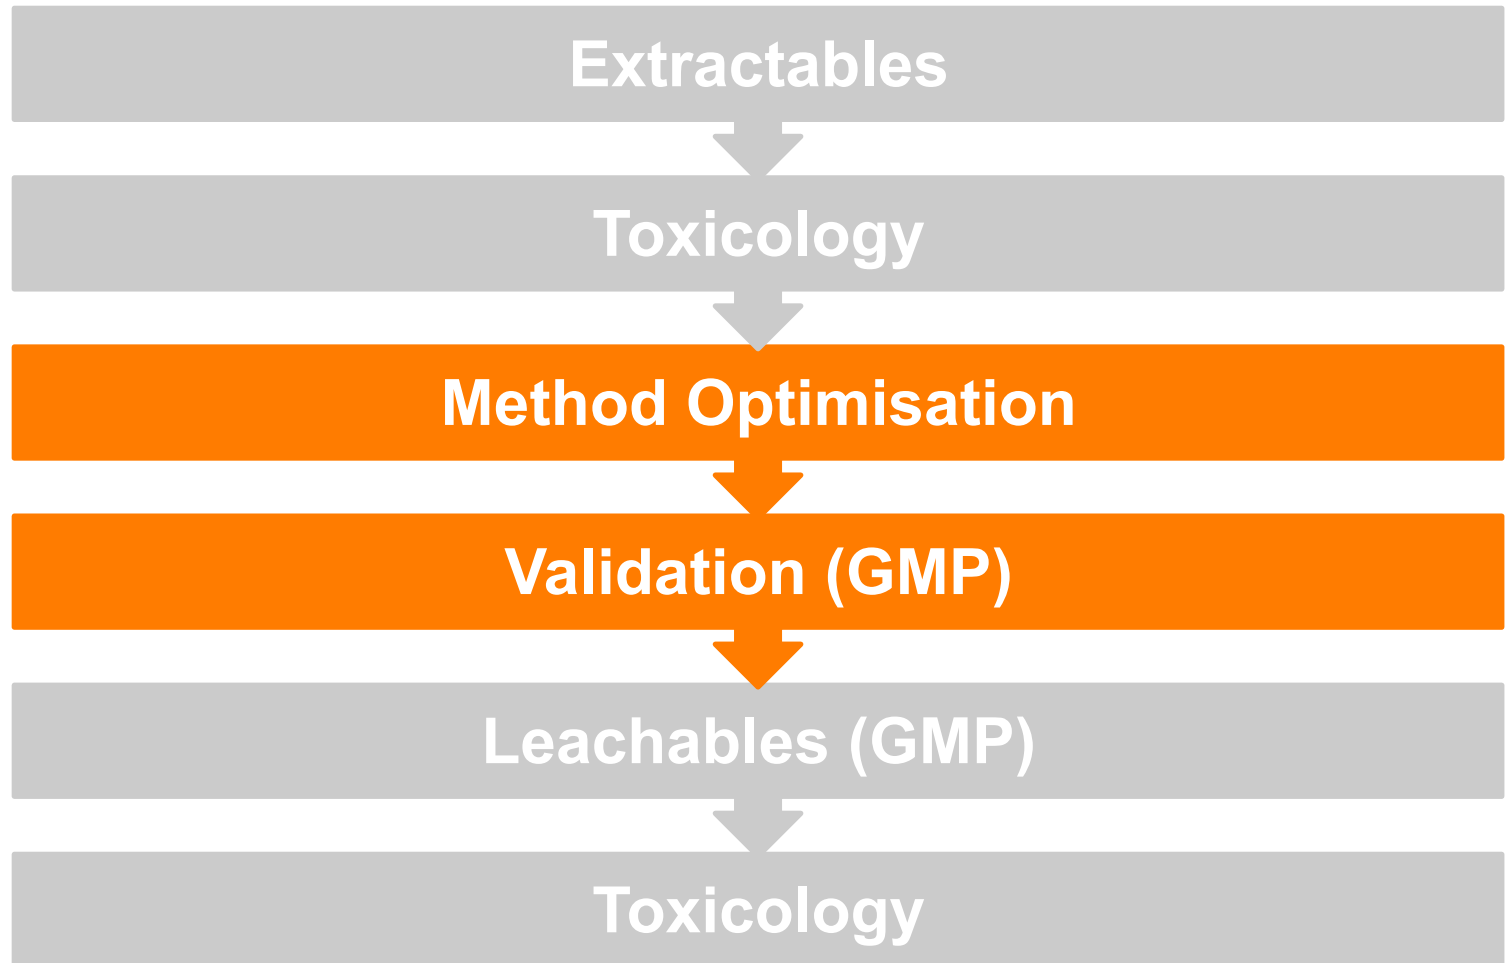 Extractables
Toxicology
Method Optimisation
Validation (GMP)
Leachables (GMP)
Toxicology